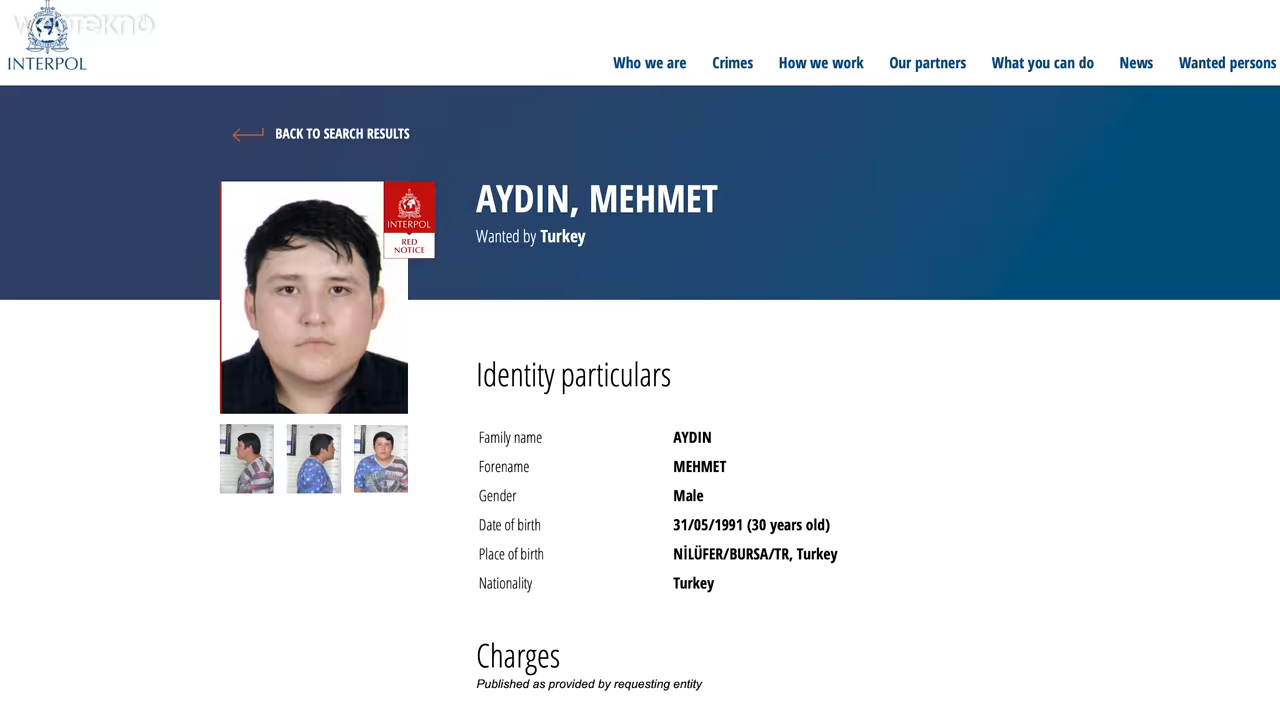 webtekno
INTERPOL
Who we are Crimes How we work Our partners What you can do News Wanted persons
BACK TO SEARCH RESULTS
INTERPOL
RED
NOTICE
AYDIN, MEHMET
Wanted by Turkey
Identity particulars
Family name AYDIN
Forename MEHMET
Gender Male
Date of birth 31/05/1991 (30 years old)
Place of birth NİLÜFER/BURSA/TR, Turkey
Nationality Turkey
Charges
Published as provided by requesting entity